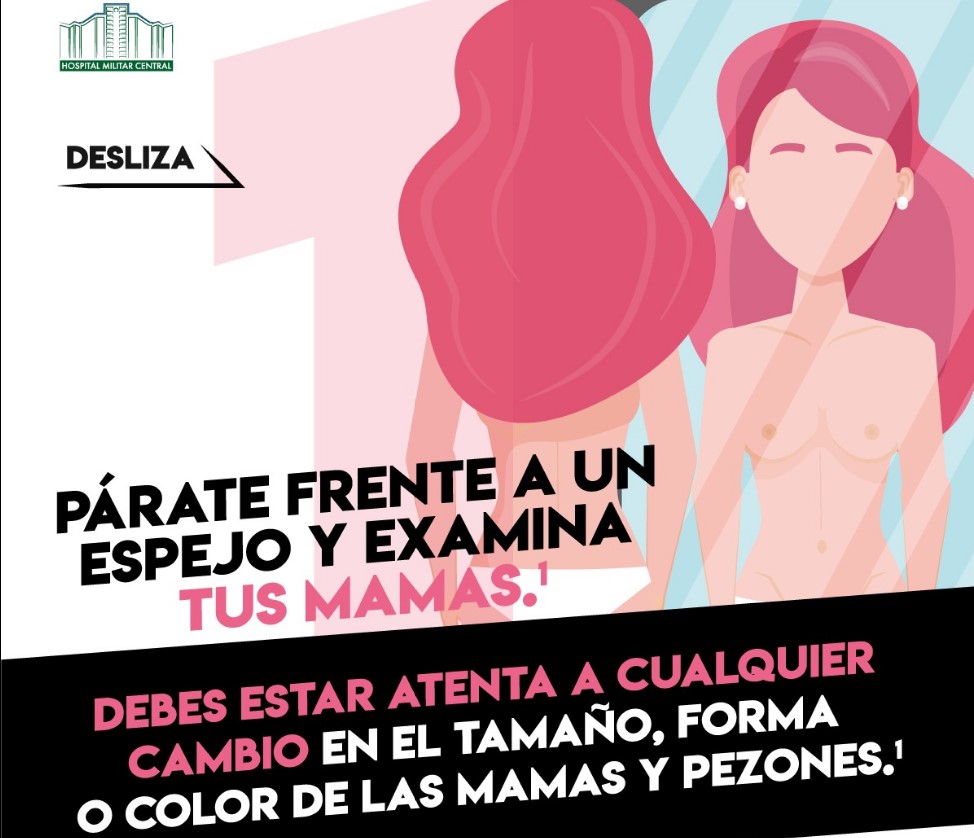 HOSPITAL MILITAR CENTRAL
DESLIZA
1
PÁRATE FRENTE A UN
ESPEJO Y EXAMINA
TUS MAMAS.¹
DEBES ESTAR ATENTA A CUALQUIER
CAMBIO EN EL TAMAÑO, FORMA
O COLOR DE LAS MAMAS Y PEZONES.¹